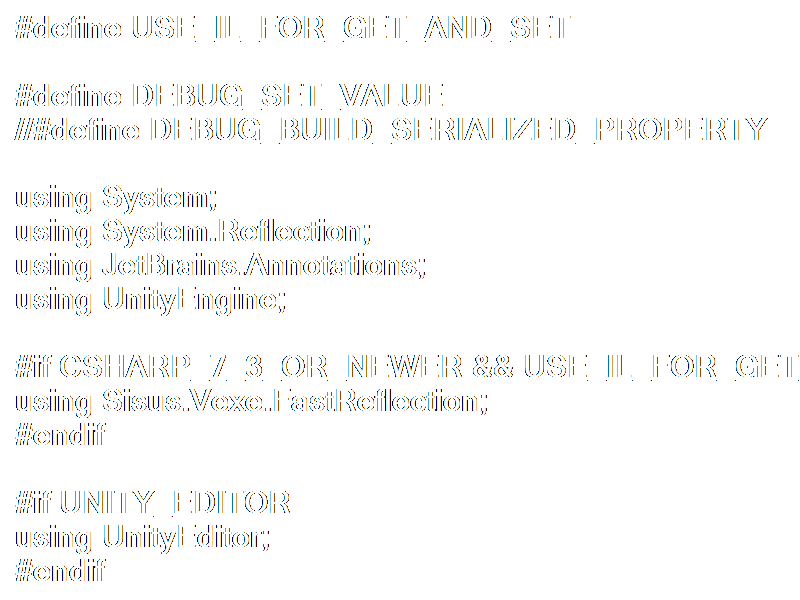 #define USE_IL_FOR_GET_AND_SET
#define DEBUG_SET_VALUE
//#define DEBUG_BUILD_SERIALIZED_PROPERTY
using System;
using System.Reflection;
using JetBrains.Annotations;
using UnityEngine;
#if CSHARP_7_3_OR_NEWER && USE_IL_FOR_GET
using Sisus.Vexe.FastReflection;
#endif
#if UNITY_EDITOR
using UnityEditor;
#endif